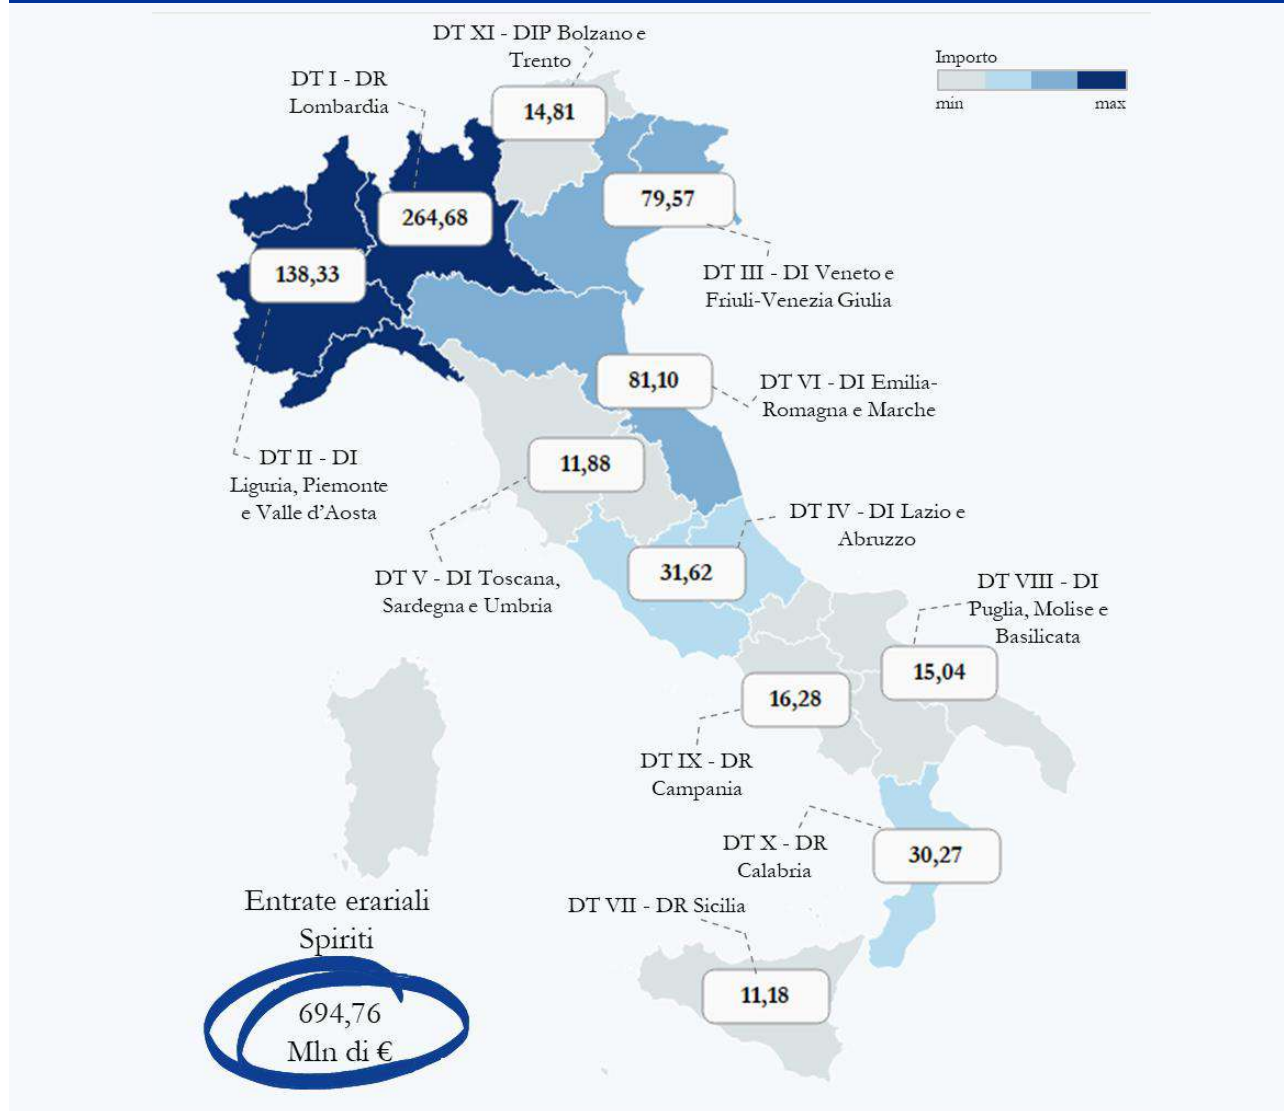 DT XI - DIP Bolzano e
Trento
Importo
min
max
DT I - DR
Lombardia
14,81
79,57
264,68
138,33
DT III - DI Veneto e
Friuli-Venezia Giulia
81,10
DT VI - DI Emilia-
Romagna e Marche
DT II - DI
Liguria, Piemonte
e Valle d'Aosta
11,88
DT IV - DI Lazio e
Abruzzo
31,62
DT V - DI Toscana,
Sardegna e Umbria
DT VIII - DI
Puglia, Molise e
Basilicata
15,04
16,28
DT IX - DR
Campania
DT X - DR
Calabria
30,27
DT VII - DR Sicilia
11,18
Entrate erariali
Spiriti
694,76
Mln di €